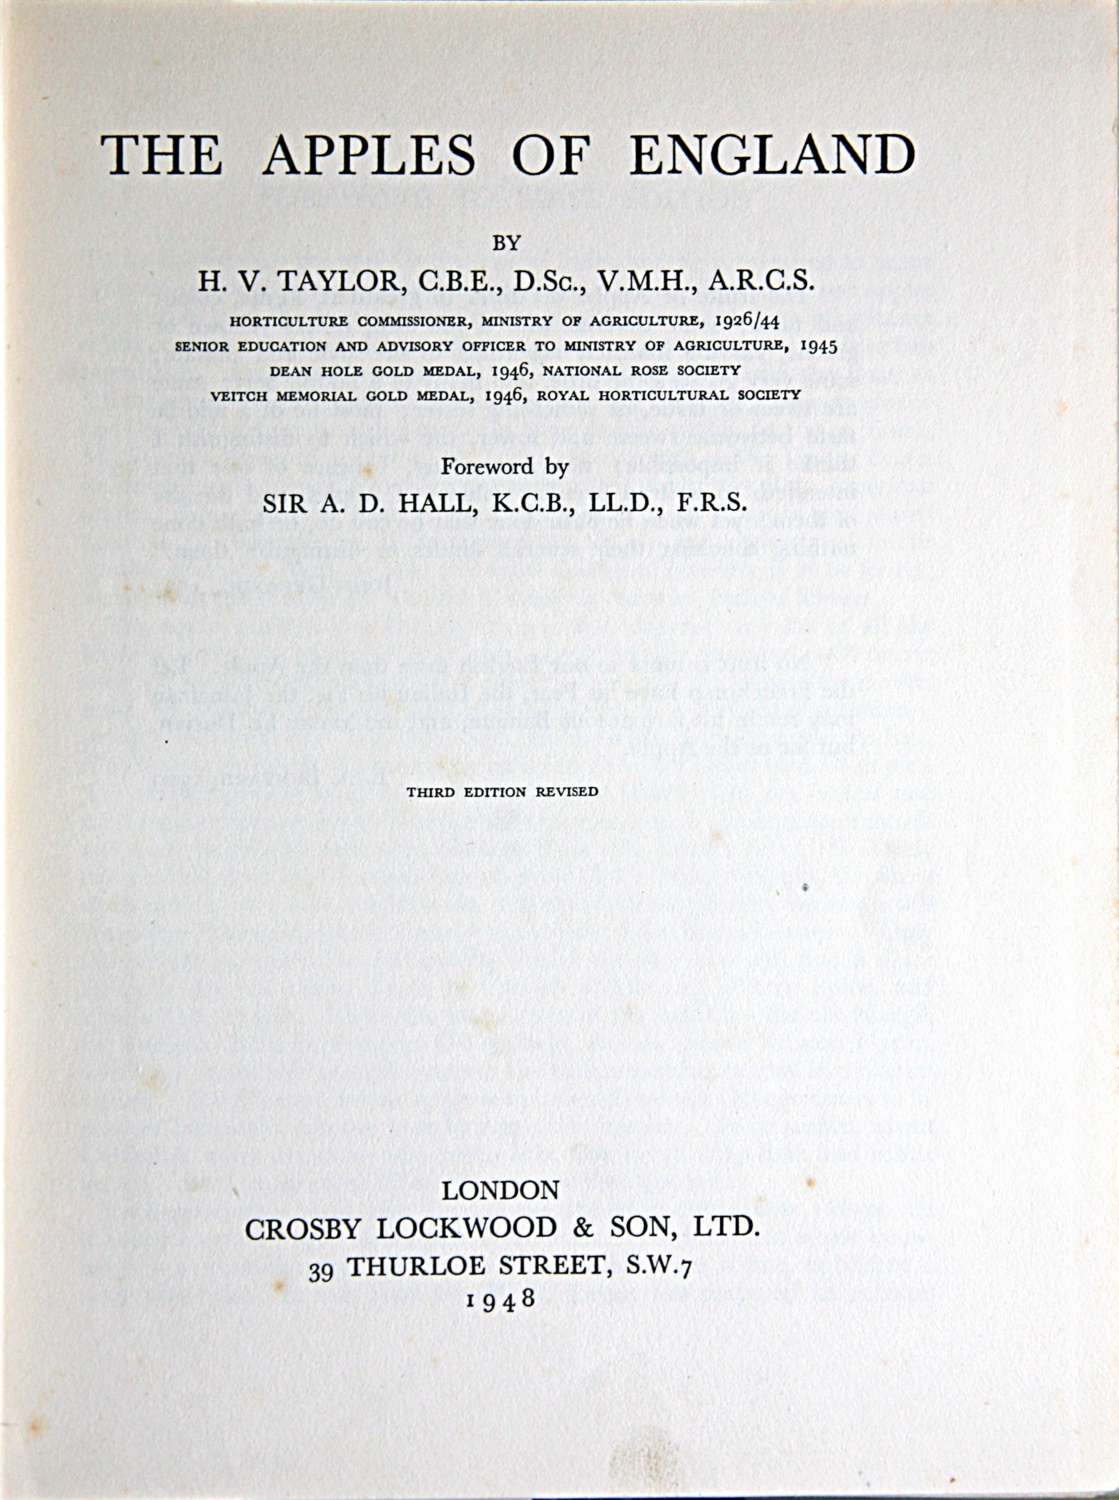 THE APPLES OF ENGLAND
BY
H. V. TAYLOR, C.B.E., D.Sc., V.M.H., A.R.C.S.
HORTICULTURE COMMISSIONER, MINISTRY OF AGRICULTURE, 1926/44
SENIOR EDUCATION AND ADVISORY OFFICER TO MINISTRY OF AGRICULTURE, 1945
DEAN HOLE GOLD MEDAL, 1946, NATIONAL ROSE SOCIETY
VEITCH MEMORIAL GOLD MEDAL, 1946, ROYAL HORTICULTURAL SOCIETY
Foreword by
SIR A. D. HALL, K.C.B., LL.D., F.R.S.
THIRD EDITION REVISED
LONDON
CROSBY LOCKWOOD & SON, LTD.
39 THURLOE STREET, S.W.7
1948